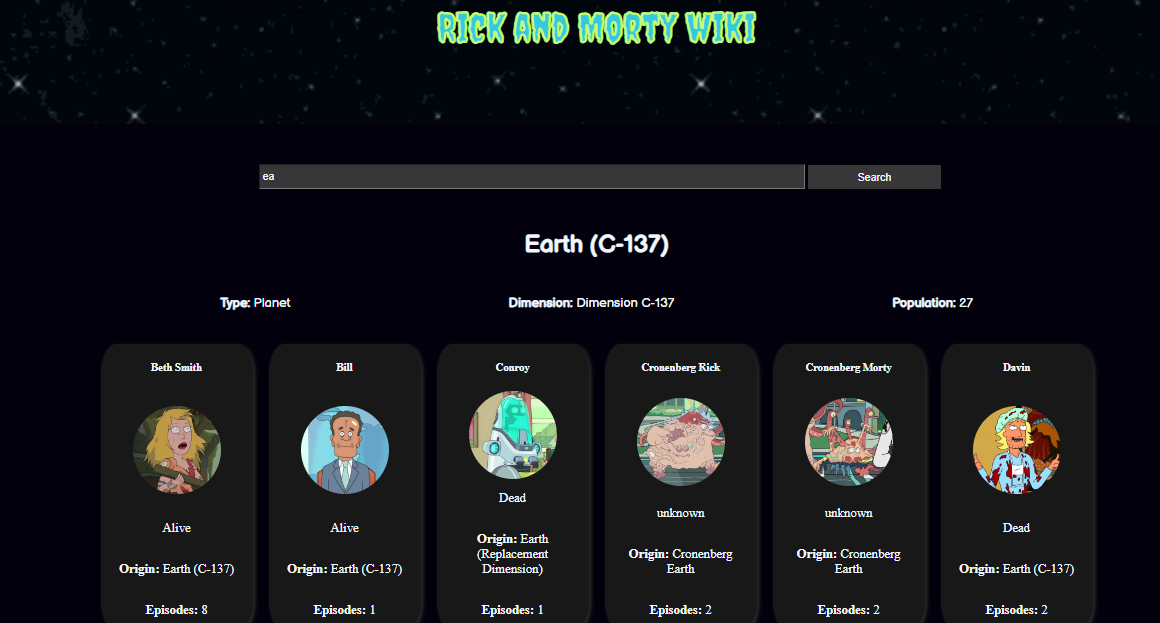 RICK AND MORTY WIKI
ea
Search
Earth (C-137)
Type: Planet
Dimension: Dimension C-137
Population: 27
Beth Smith
Alive
Origin: Earth (C-137)
Episodes: 8
Bill
Alive
Origin: Earth (C-137)
Episodes: 1
Conroy
Dead
Origin: Earth
(Replacement
Dimension)
Episodes: 1
Cronenberg Rick
unknown
Origin: Cronenberg
Earth
Episodes: 2
Cronenberg Morty
unknown
Origin: Cronenberg
Earth
Episodes: 2
Davin
Dead
Origin: Earth (C-137)
Episodes: 2